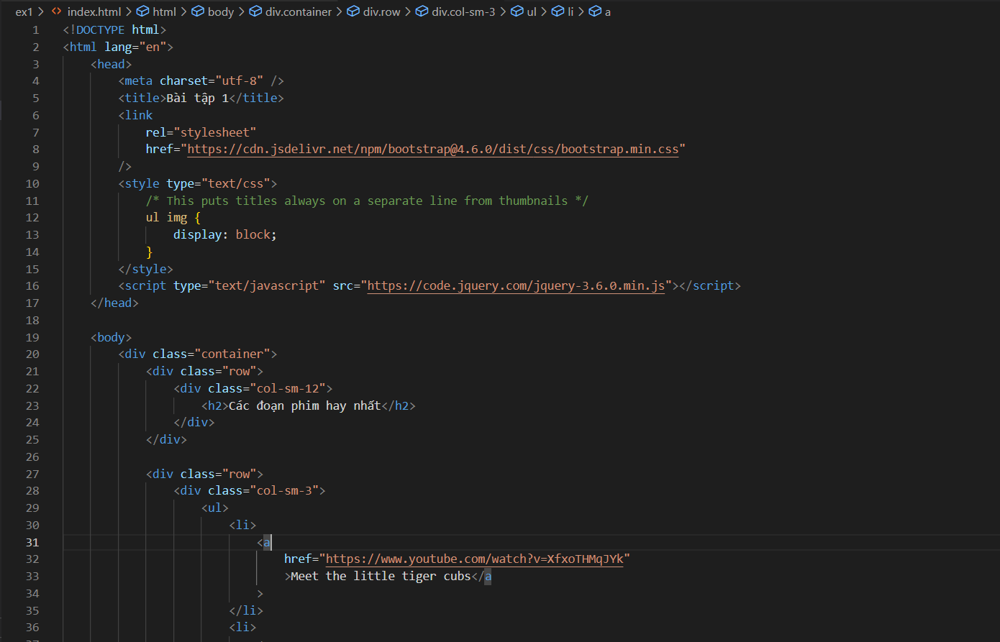 ex1 > <> index.html > html > body > div.container > div.row > div.col-sm-3 > ul > li > a
1 <!DOCTYPE html>
2 <html lang="en">
3 <head>
4 <meta charset="utf-8" />
5 <title>Bài tập 1</title>
6 <link
7 rel="stylesheet"
8 href="https://cdn.jsdelivr.net/npm/bootstrap@4.6.0/dist/css/bootstrap.min.css"
9 />
10 <style type="text/css">
11 /* This puts titles always on a separate line from thumbnails */
12 ul img {
13 display: block;
14 }
15 </style>
16 <script type="text/javascript" src="https://code.jquery.com/jquery-3.6.0.min.js"></script>
17 </head>
18
19 <body>
20 <div class="container">
21 <div class="row">
22 <div class="col-sm-12">
23 <h2>Các đoạn phim hay nhất</h2>
24 </div>
25 </div>
26
27 <div class="row">
28 <div class="col-sm-3">
29 <ul>
30 <li>
31 <a
32 href="https://www.youtube.com/watch?v=XfxoTHMqJYk"
33 >Meet the little tiger cubs</a
34 >
35 </li>
36 <li>